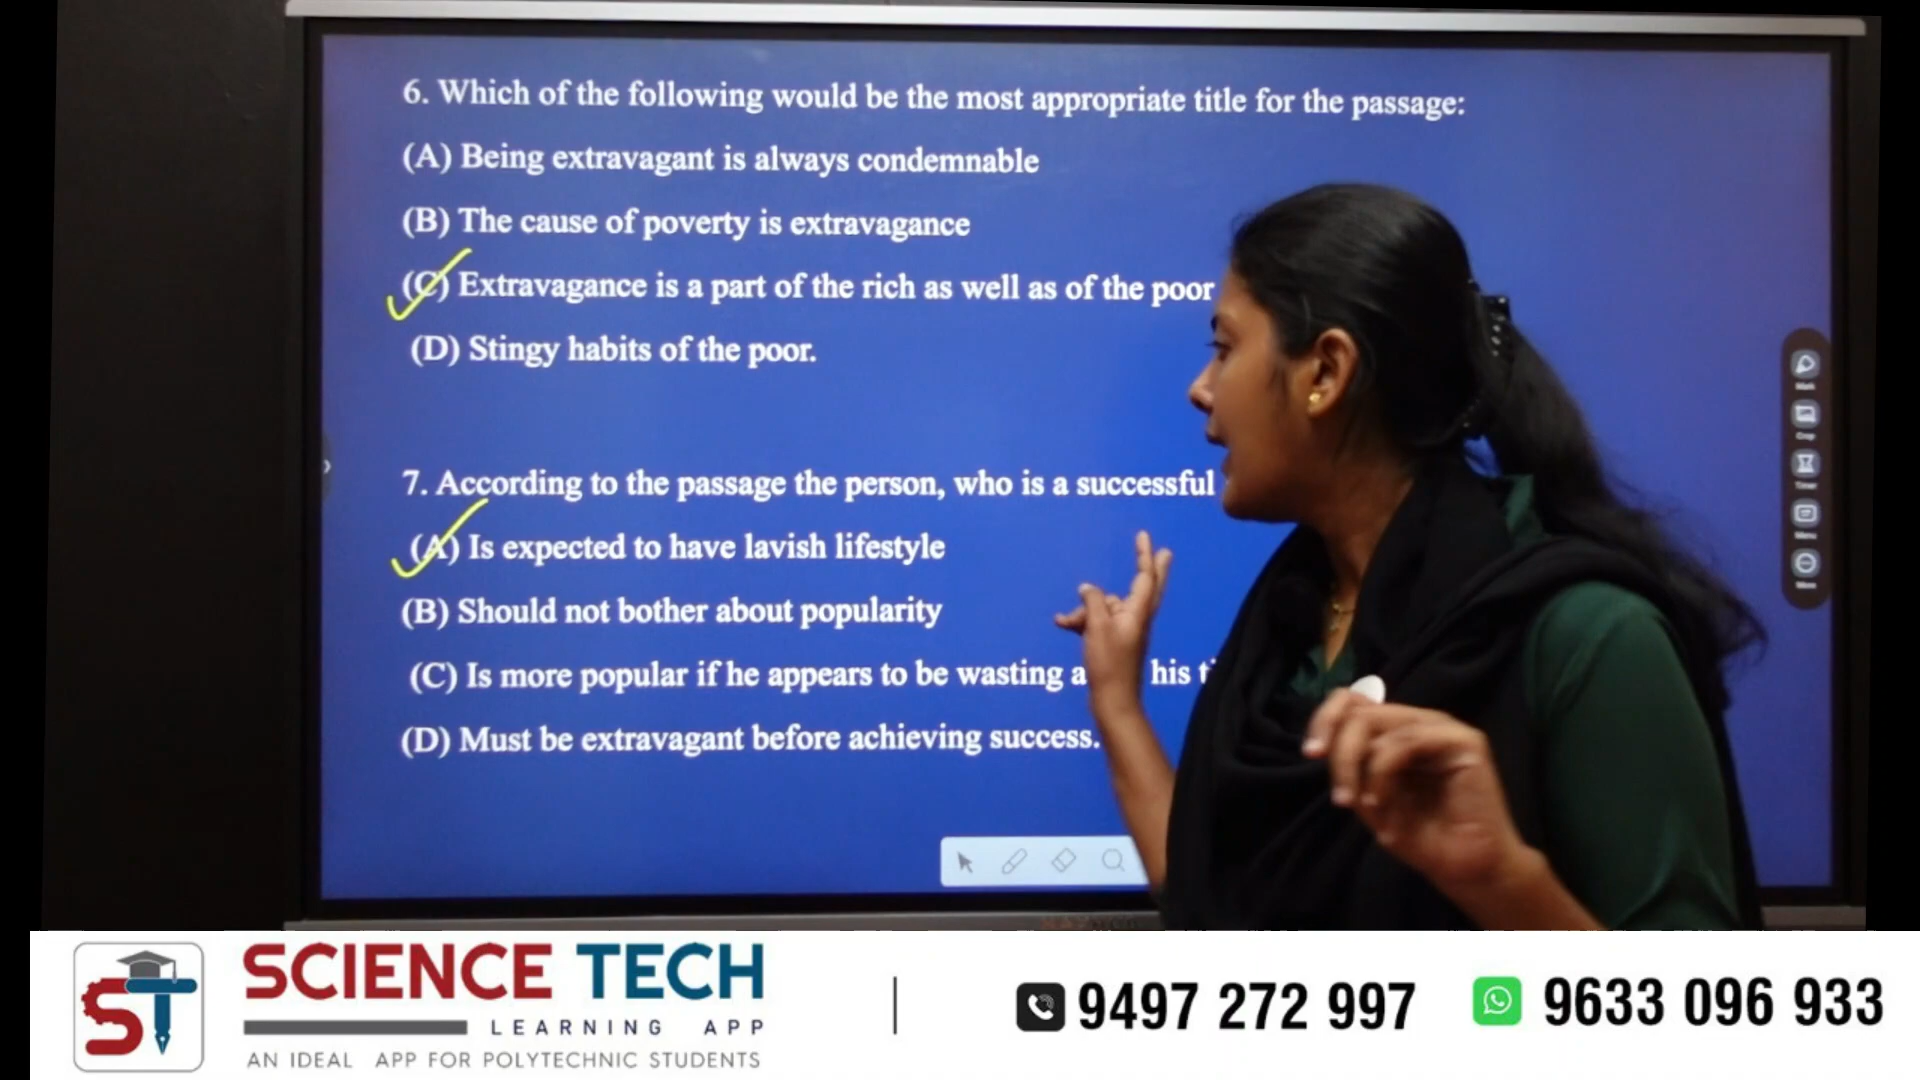 6. Which of the following would be the most appropriate title for the passage:
(A) Being extravagant is always condemnable
(B) The cause of poverty is extravagance
(C) Extravagance is a part of the rich as well as of the poor
(D) Stingy habits of the poor.
7. According to the passage the person, who is a successful
(A) Is expected to have lavish lifestyle
(B) Should not bother about popularity
(C) Is more popular if he appears to be wasting his
(D) Must be extravagant before achieving success.
ST
SCIENCE TECH
LEARNING APP
AN IDEAL APP FOR POLYTECHNIC STUDENTS
9497 272 997
9633 096 933